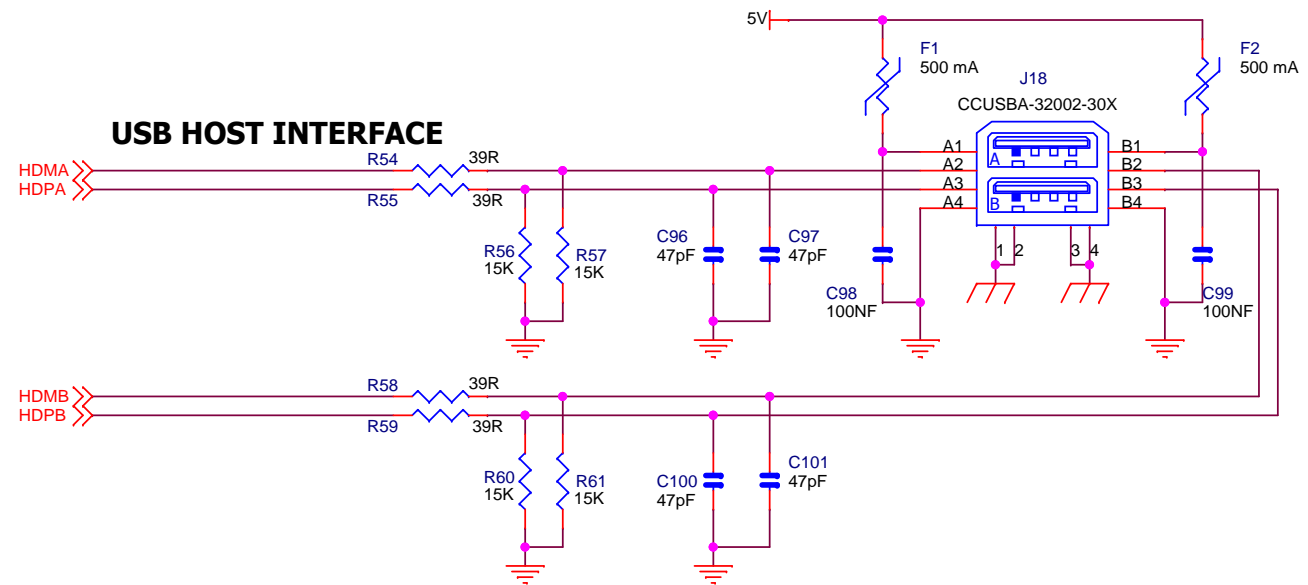 5V
F1
500 mA
F2
500 mA
J18
CCUSBA-32002-30X
USB HOST INTERFACE
HDMA
HDPA
R54
39R
R55
39R
A1
A2
A3
A4
A
B
B1
B2
B3
B4
R56
15K
R57
15K
C96
47pF
C97
47pF
1
2
3
4
C98
100NF
C99
100NF
HDMB
HDPB
R58
39R
R59
39R
R60
15K
R61
15K
C100
47pF
C101
47pF